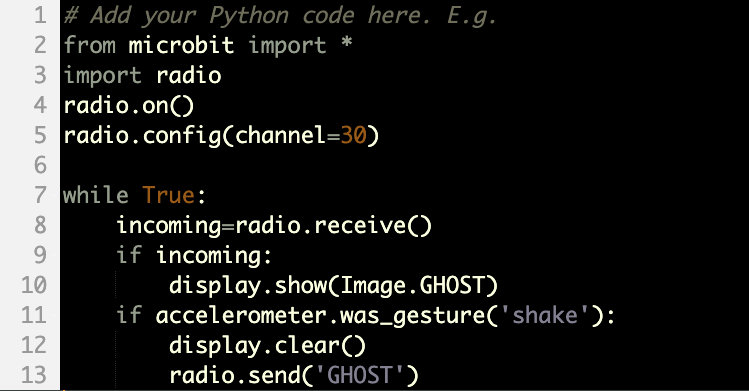 1 # Add your Python code here. E.g.
2 from microbit import *
3 import radio
4 radio.on()
5 radio.config(channel=30)
6
7 while True:
8     incoming=radio.receive()
9     if incoming:
10         display.show(Image.GHOST)
11     if accelerometer.was_gesture('shake'):
12         display.clear()
13         radio.send('GHOST')